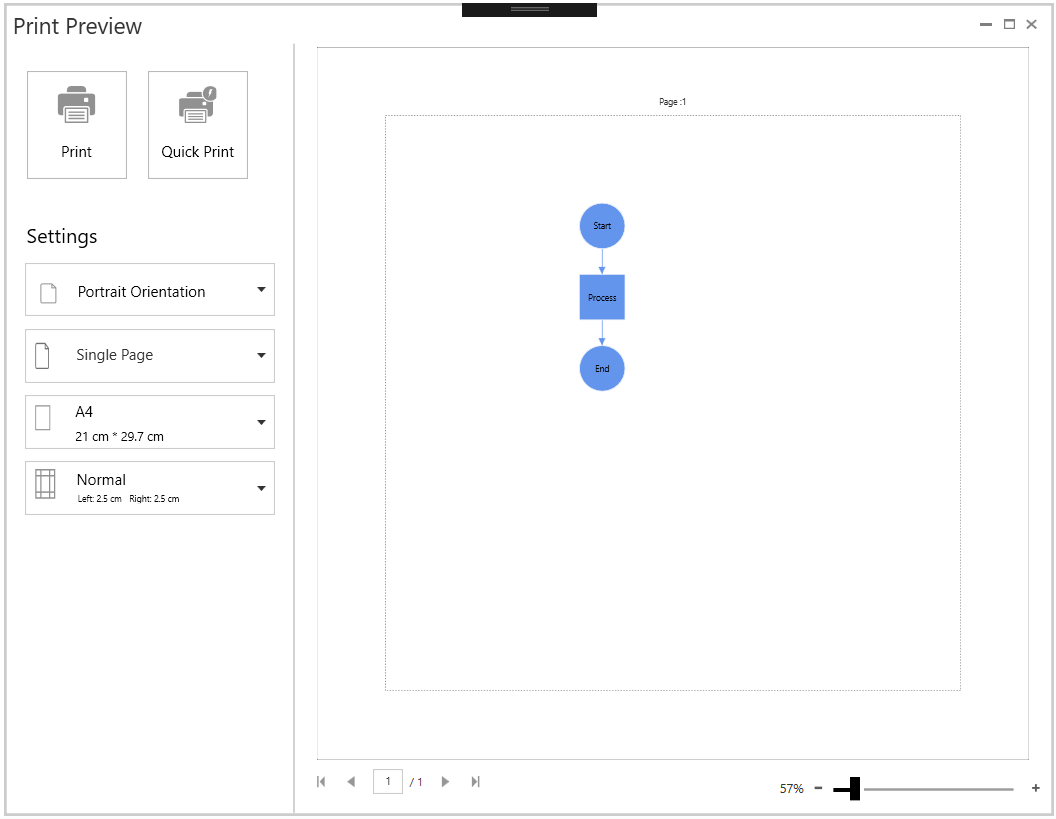 Print Preview
Print
Quick Print
Settings
Portrait Orientation
Single Page
A4
21 cm * 29.7 cm
Normal
Left: 2.5 cm Right: 2.5 cm
Page :1
Start
Process
End
1 / 1
57%